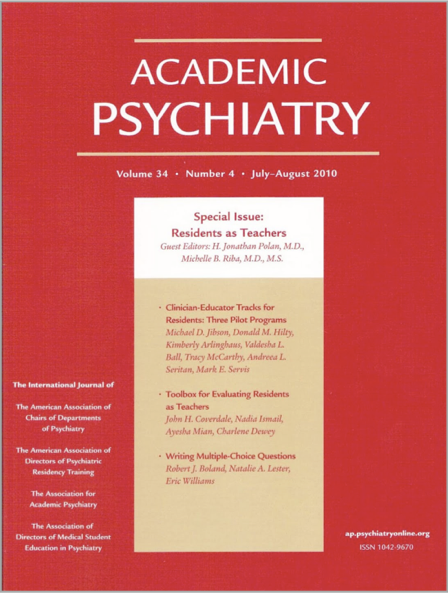 ACADEMIC
PSYCHIATRY
Volume 34 • Number 4 • July–August 2010
Special Issue:
Residents as Teachers
Guest Editors: H. Jonathan Polan, M.D.,
Michelle B. Riba, M.D., M.S.
· Clinician-Educator Tracks for
Residents: Three Pilot Programs
Michael D. Jibson, Donald M. Hilty,
Kimberly Arlinghaus, Valdesha L.
Ball, Tracy McCarthy, Andreea L.
Seritan, Mark E. Servis
· Toolbox for Evaluating Residents
as Teachers
John H. Coverdale, Nadia Ismail,
Ayesha Mian, Charlene Dewey
· Writing Multiple-Choice Questions
Robert J. Boland, Natalie A. Lester,
Eric Williams
The International Journal of
The American Association of
Chairs of Departments
of Psychiatry
The American Association of
Directors of Psychiatric
Residency Training
The Association for
Academic Psychiatry
The Association of
Directors of Medical Student
Education in Psychiatry
ap.psychiatryonline.org
ISSN 1042-9670